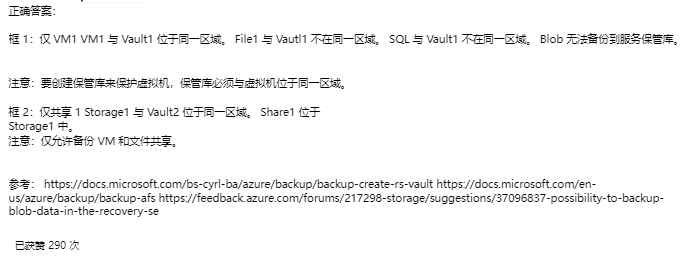 正确答案：
框 1：仅 VM1 VM1 与 Vault1 位于同一区域。 File1 与 Vautl1 不在同一区域。 SQL 与 Vault1 不在同一区域。 Blob 无法备份到服务保管库。
注意：要创建保管库来保护虚拟机，保管库必须与虚拟机位于同一区域。
框 2：仅共享 1 Storage1 与 Vault2 位于同一区域。 Share1 位于
Storage1 中。
注意：仅允许备份 VM 和文件共享。
参考： https://docs.microsoft.com/bs-cyrl-ba/azure/backup/backup-create-rs-vault https://docs.microsoft.com/en-
us/azure/backup/backup-afs https://feedback.azure.com/forums/217298-storage/suggestions/37096837-possibility-to-backup-
blob-data-in-the-recovery-se
已获赞 290 次